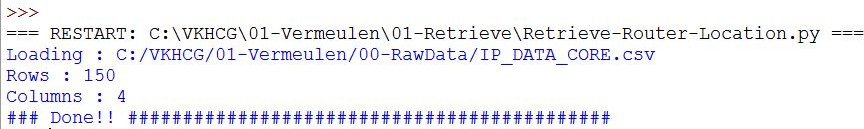 >>>
=== RESTART: C:\VKHCG\01-Vermeulen\01-Retrieve\Retrieve-Router-Location.py ===
Loading : C:/VKHCG/01-Vermeulen/00-RawData/IP_DATA_CORE.csv
Rows : 150
Columns : 4
### Done!! ############################################